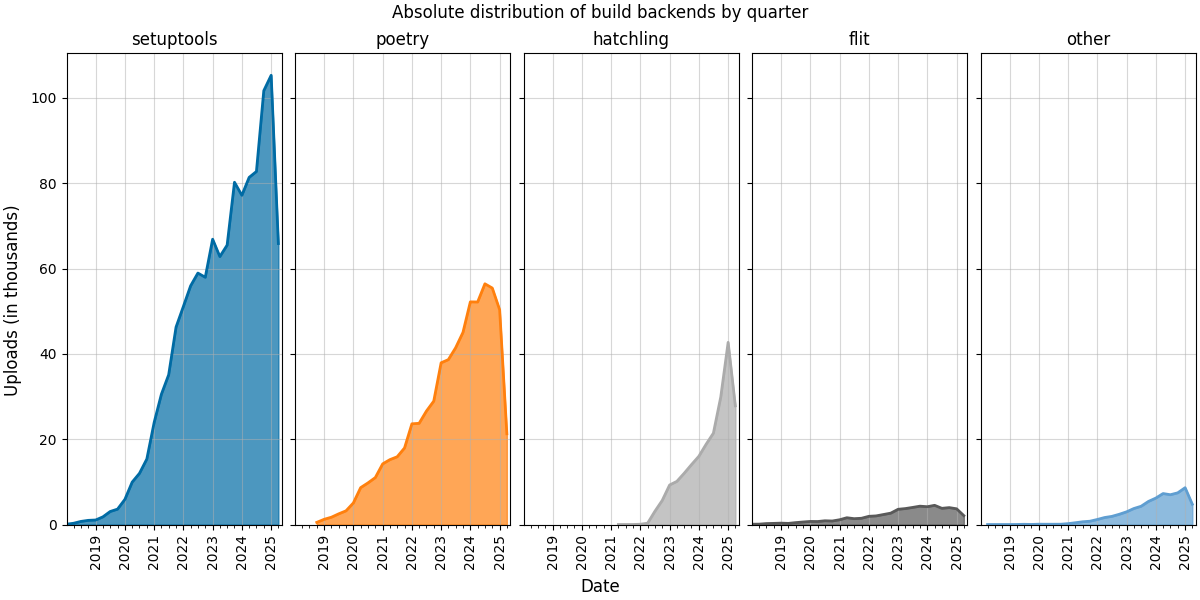 Absolute distribution of build backends by quarter
setuptools poetry hatchling flit other
100
80
60
40
20
0
Uploads (in thousands)
2019 2020 2021 2022 2023 2024 2025 2019 2020 2021 2022 2023 2024 2025 2019 2020 2021 2022 2023 2024 2025 2019 2020 2021 2022 2023 2024 2025 2019 2020 2021 2022 2023 2024 2025
Date